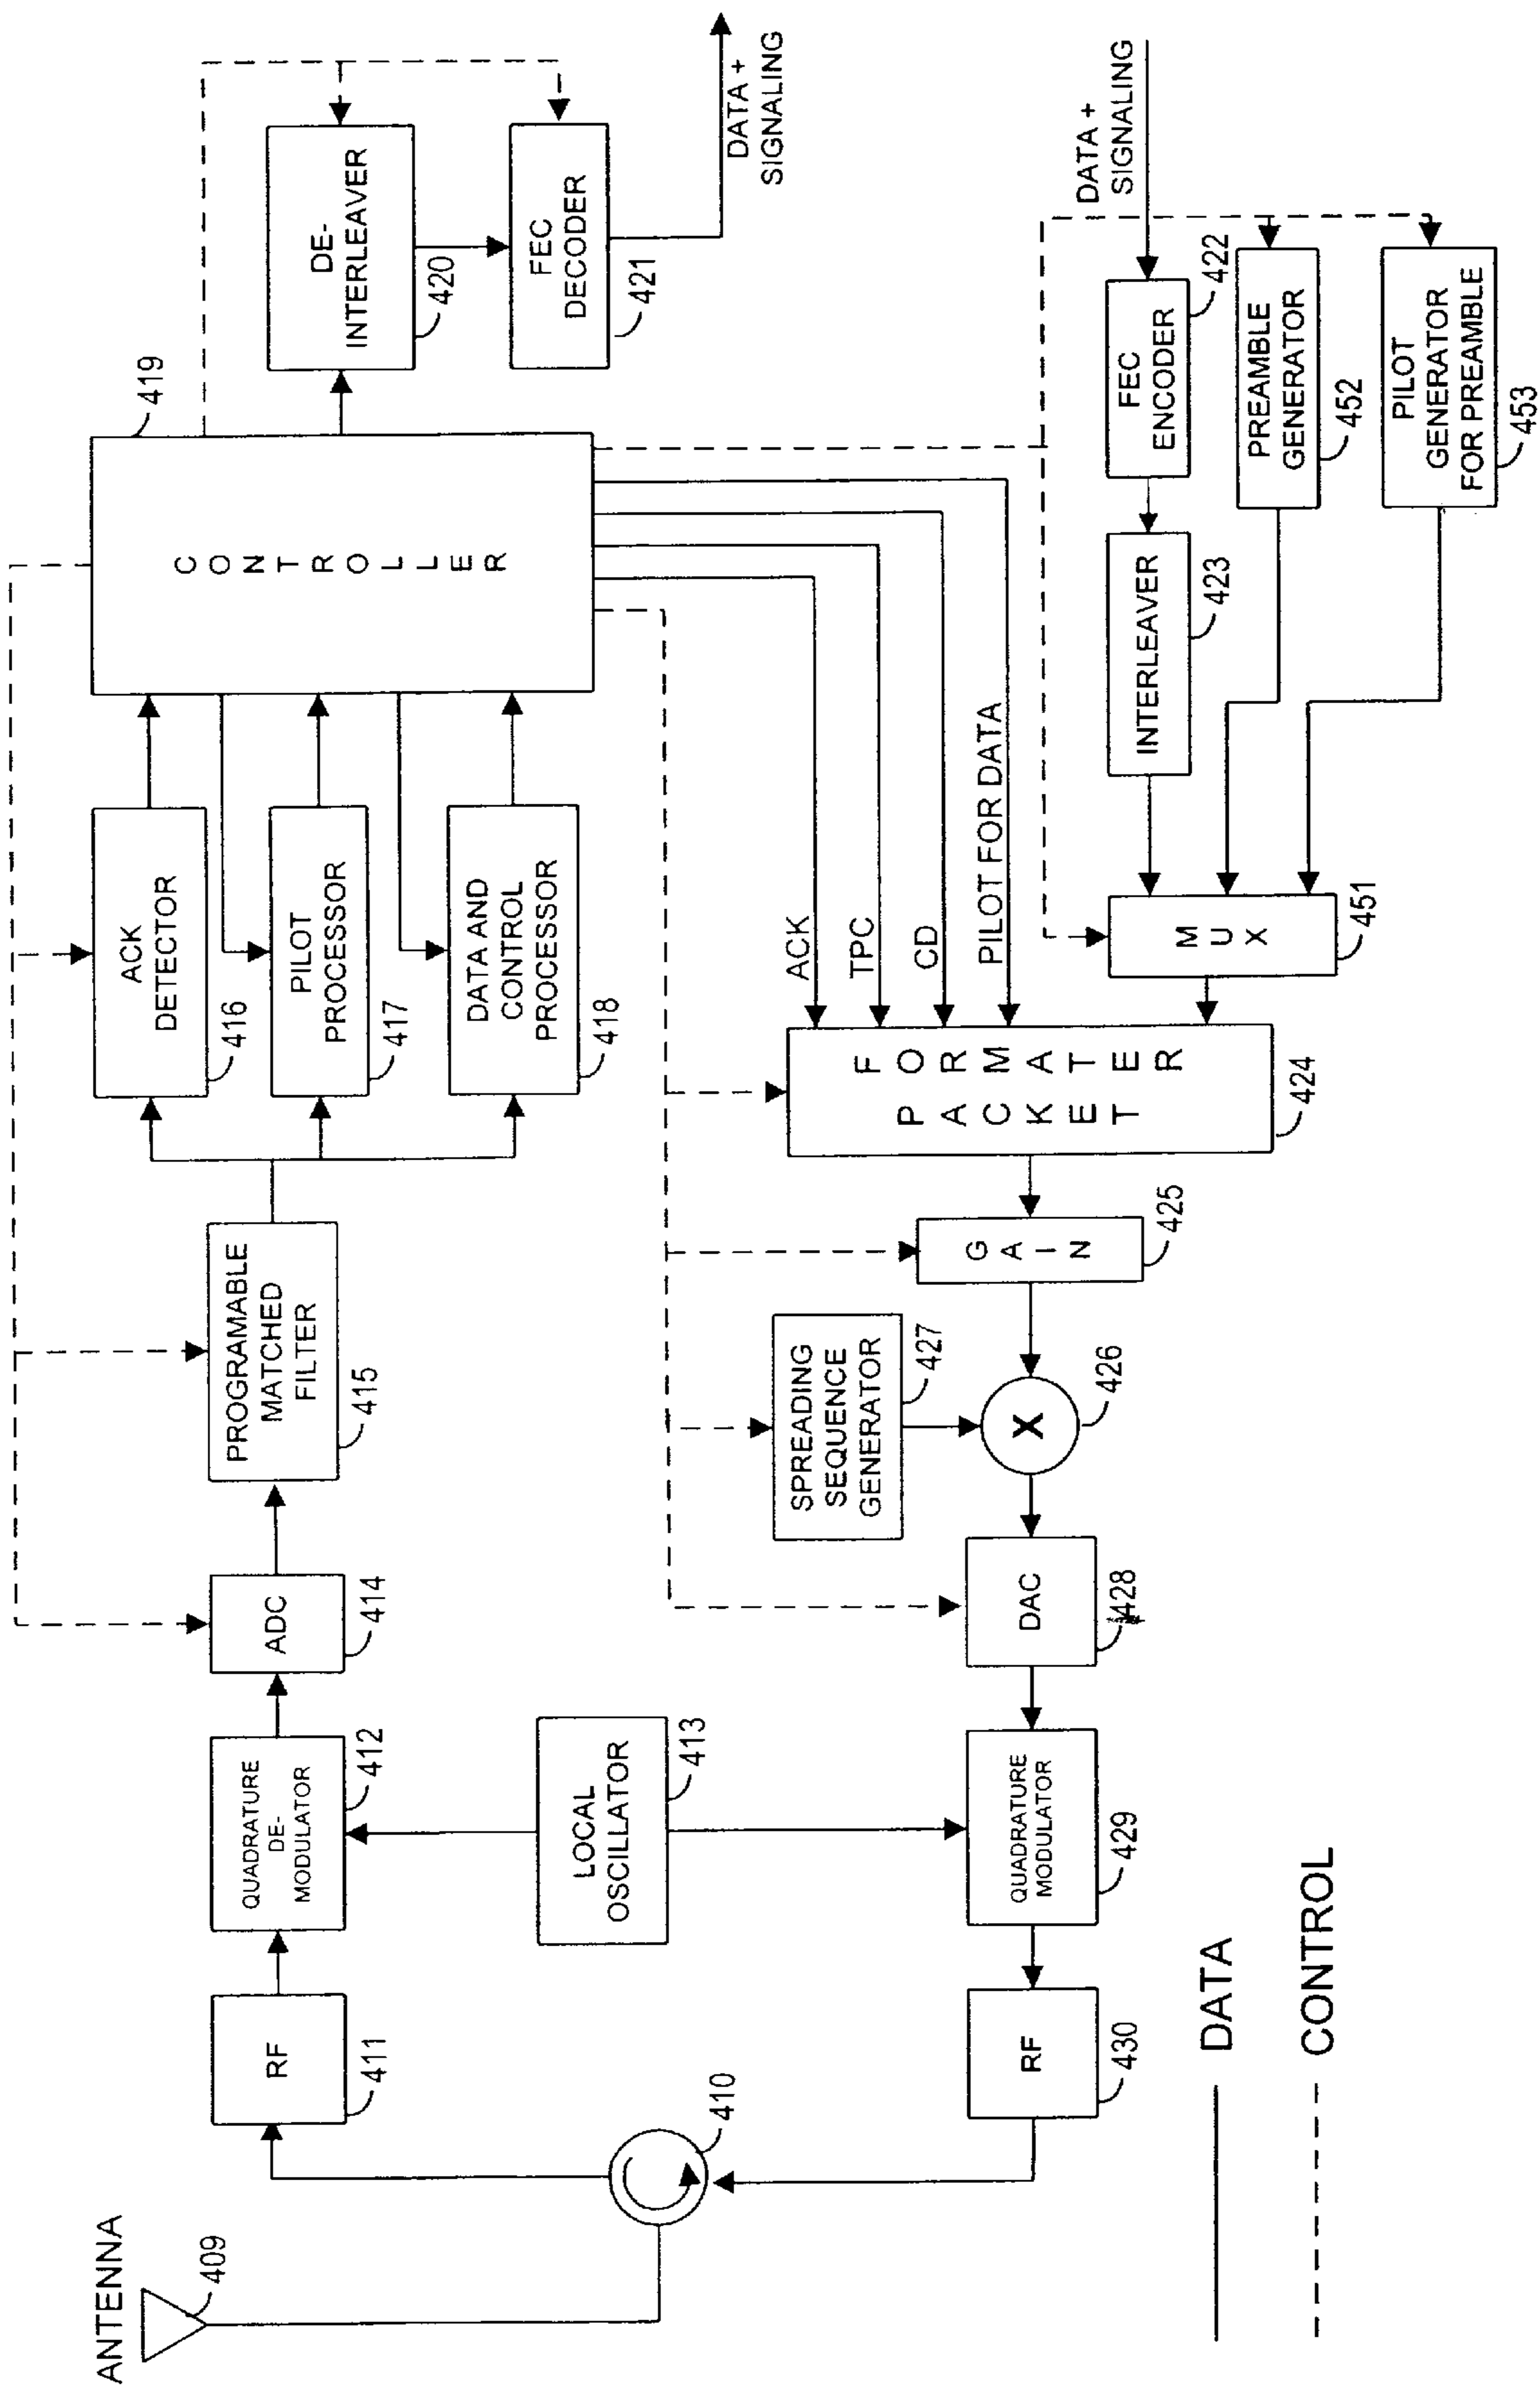 ANTENNA
409
410
RF
411
QUADRATURE
DE-
MODULATOR
412
LOCAL
OSCILLATOR
413
ADC
414
PROGRAMABLE
MATCHED
FILTER
415
ACK
DETECTOR
416
PILOT
PROCESSOR
417
DATA AND
CONTROL
PROCESSOR
418
CONTROLLER
419
DE-
INTERLEAVER
420
FEC
DECODER
421
DATA +
SIGNALING
DATA +
SIGNALING
FEC
ENCODER
422
PREAMBLE
GENERATOR
452
PILOT
GENERATOR
FOR PREAMBLE
453
INTERLEAVER
423
MUX
451
ACK
TPC
CD
PILOT FOR DATA
PACKET
FORMATTER
424
GAIN
425
X
426
SPREADING
SEQUENCE
GENERATOR
427
DAC
428
QUADRATURE
MODULATOR
429
RF
430
DATA
CONTROL